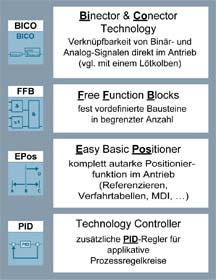 BICO
BICO
Binector & Conector
Technology
Verknüpfbarkeit von Binär- und
Analog-Signalen direkt im Antrieb
(vgl. mit einem Lötkolben)
FFB
&
Free Function Blocks
fest vordefinierte Bausteine
in begrenzter Anzahl
EPos
A
B
C
Easy Basic Positioner
komplett autarke Positionier-
funktion im Antrieb
(Referenzieren,
Verfahrtabellen, MDI, …)
PID
PID
Technology Controller
zusätzliche PID-Regler für
applikative
Prozessregelkreise